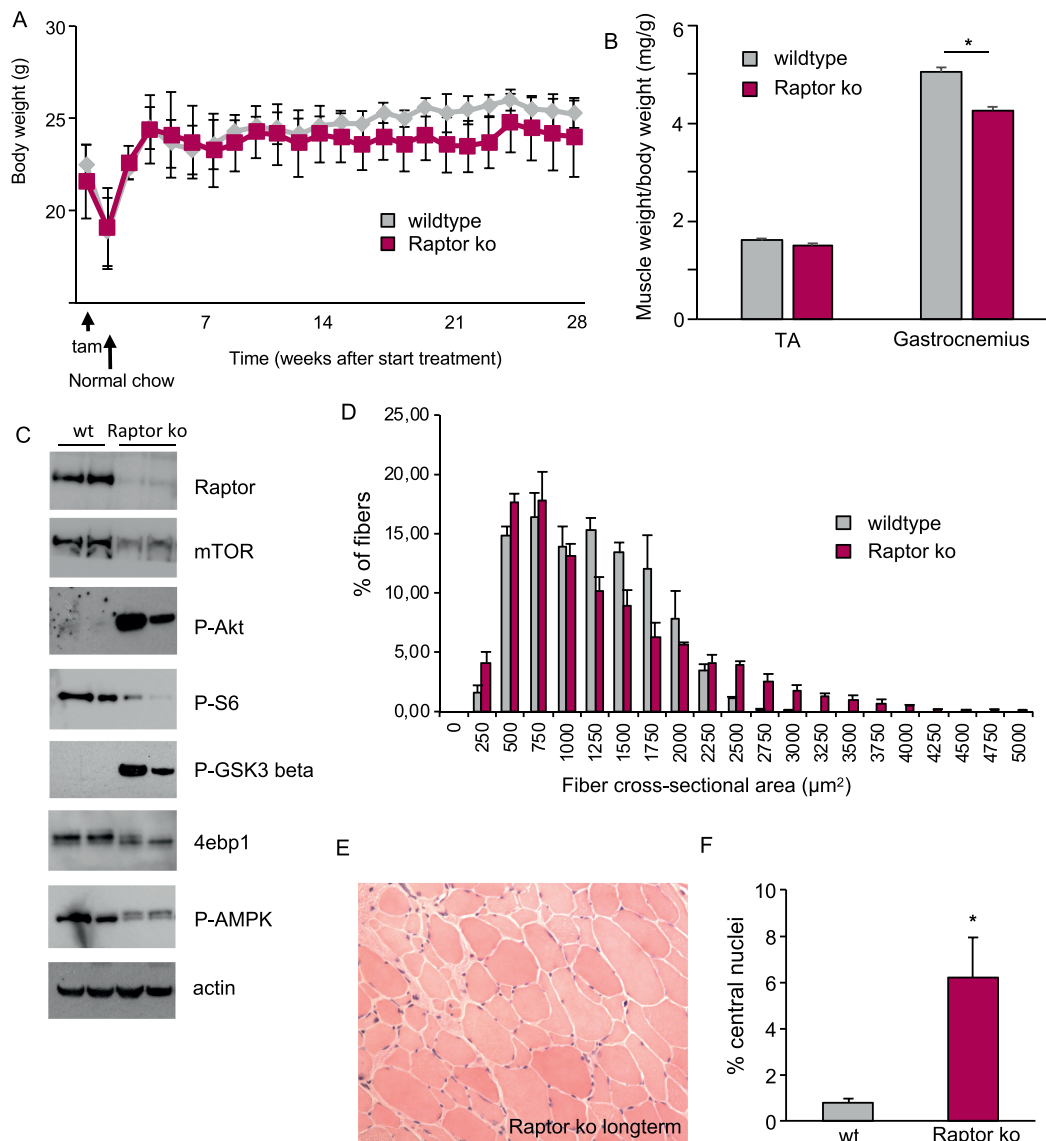 A
Body weight (g)
30
25
20
wildtype
Raptor ko
7
14
21
28
tam
Time (weeks after start treatment)
Normal chow
B
Muscle weight/body weight (mg/g)
6
4
2
0
wildtype
Raptor ko
*
TA
Gastrocnemius
C
wt
Raptor ko
Raptor
mTOR
P-Akt
P-S6
P-GSK3 beta
4ebp1
P-AMPK
actin
D
% of fibers
25,00
20,00
15,00
10,00
5,00
0,00
wildtype
Raptor ko
0
250
500
750
1000
1250
1500
1750
2000
2250
2500
2750
3000
3250
3500
3750
4000
4250
4500
4750
5000
Fiber cross-sectional area (µm²)
E
Raptor ko longterm
F
% central nuclei
10
8
6
4
2
0
*
wt
Raptor ko